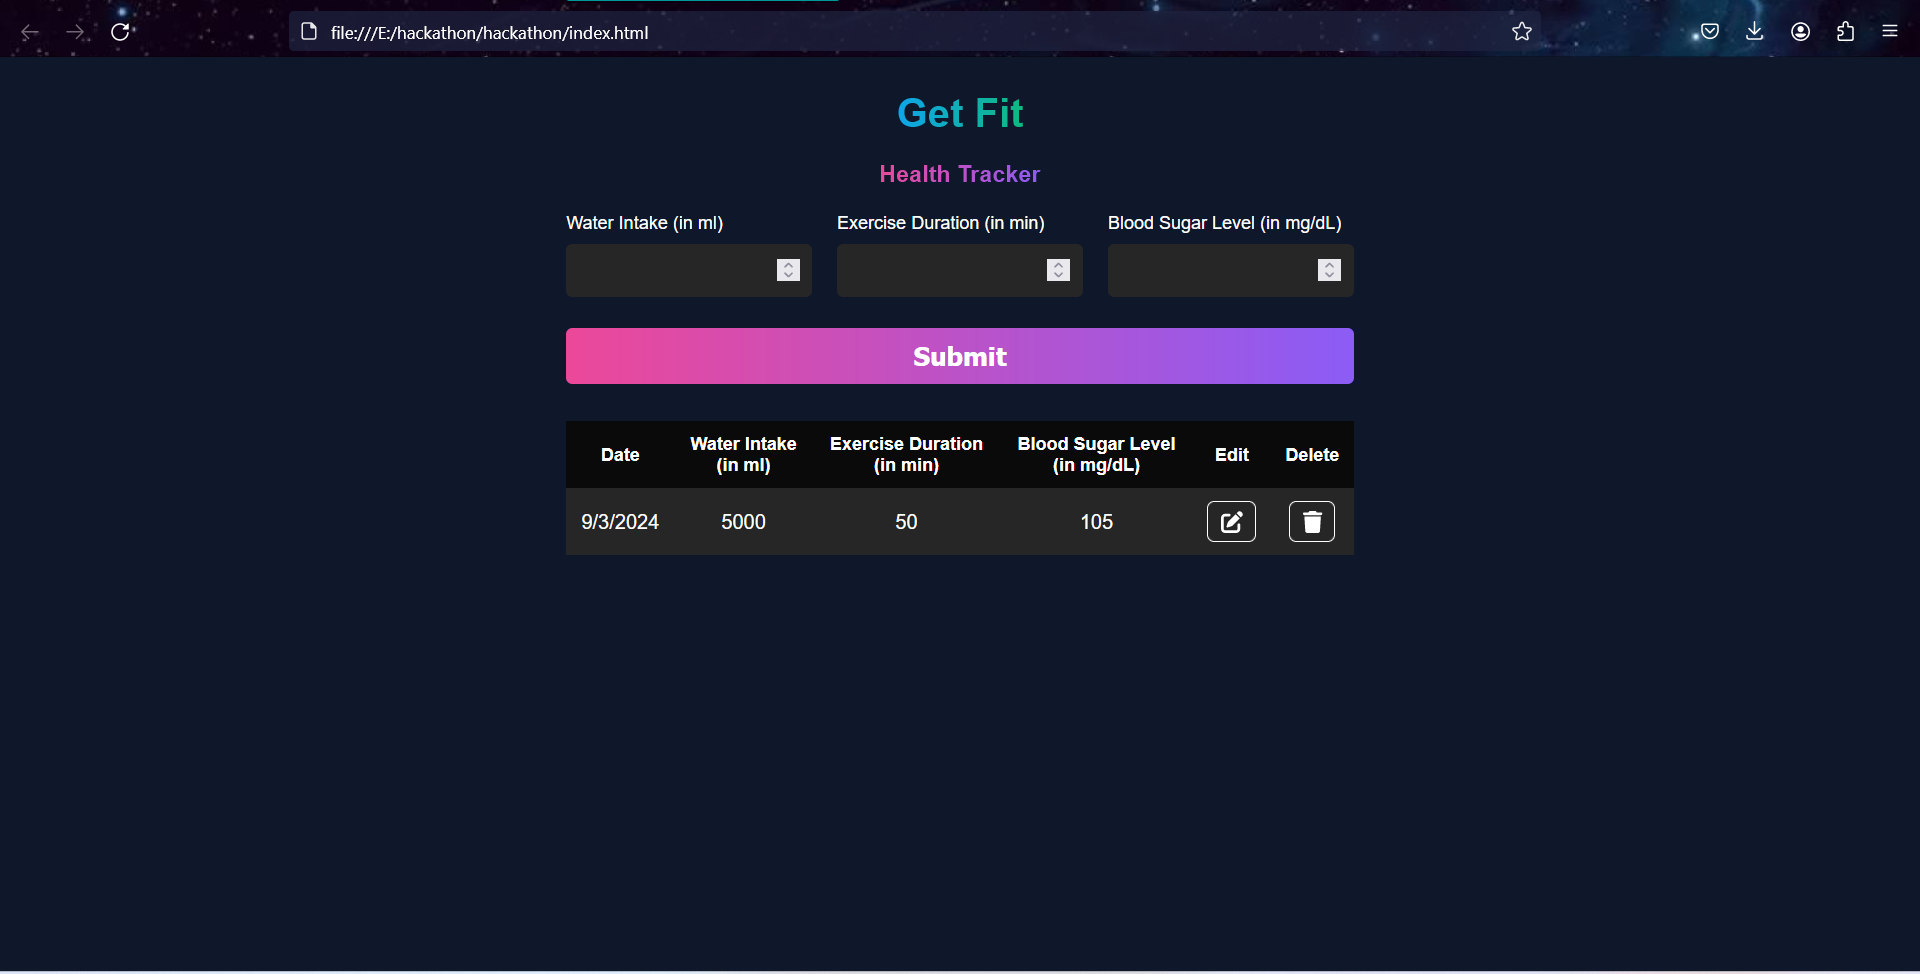 file:///E:/hackathon/hackathon/index.html
Get Fit
Health Tracker
Water Intake (in ml) Exercise Duration (in min) Blood Sugar Level (in mg/dL)
Submit
Date Water Intake (in ml) Exercise Duration (in min) Blood Sugar Level (in mg/dL) Edit Delete
9/3/2024 5000 50 105